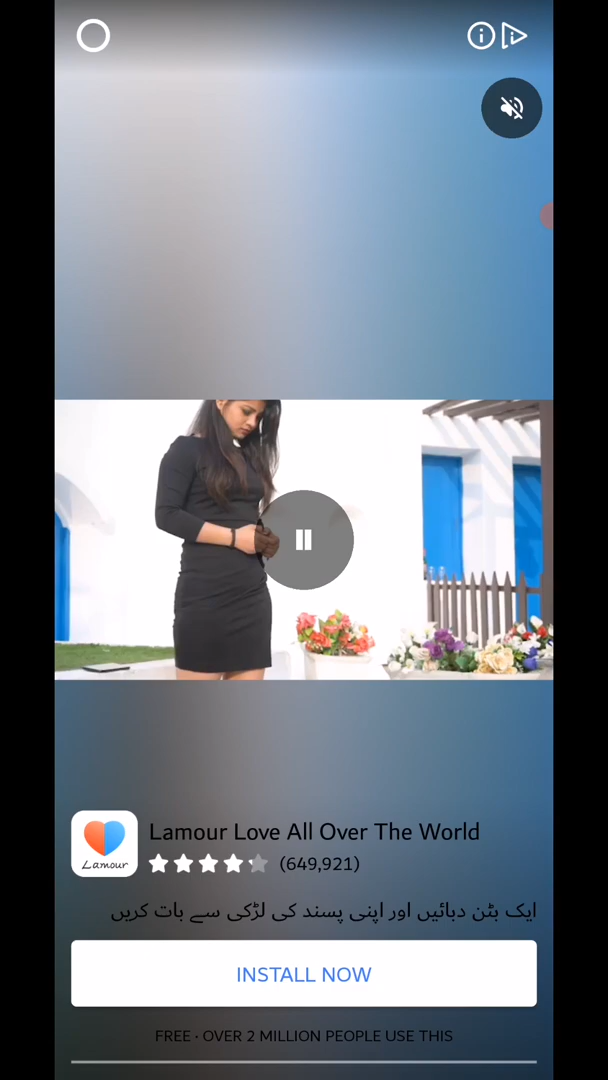 Lamour Love All Over The World
Lamour
(649,921)
ایک بٹن دبائیں اور اپنی پسند کی لڑکی سے بات کریں
INSTALL NOW
FREE · OVER 2 MILLION PEOPLE USE THIS